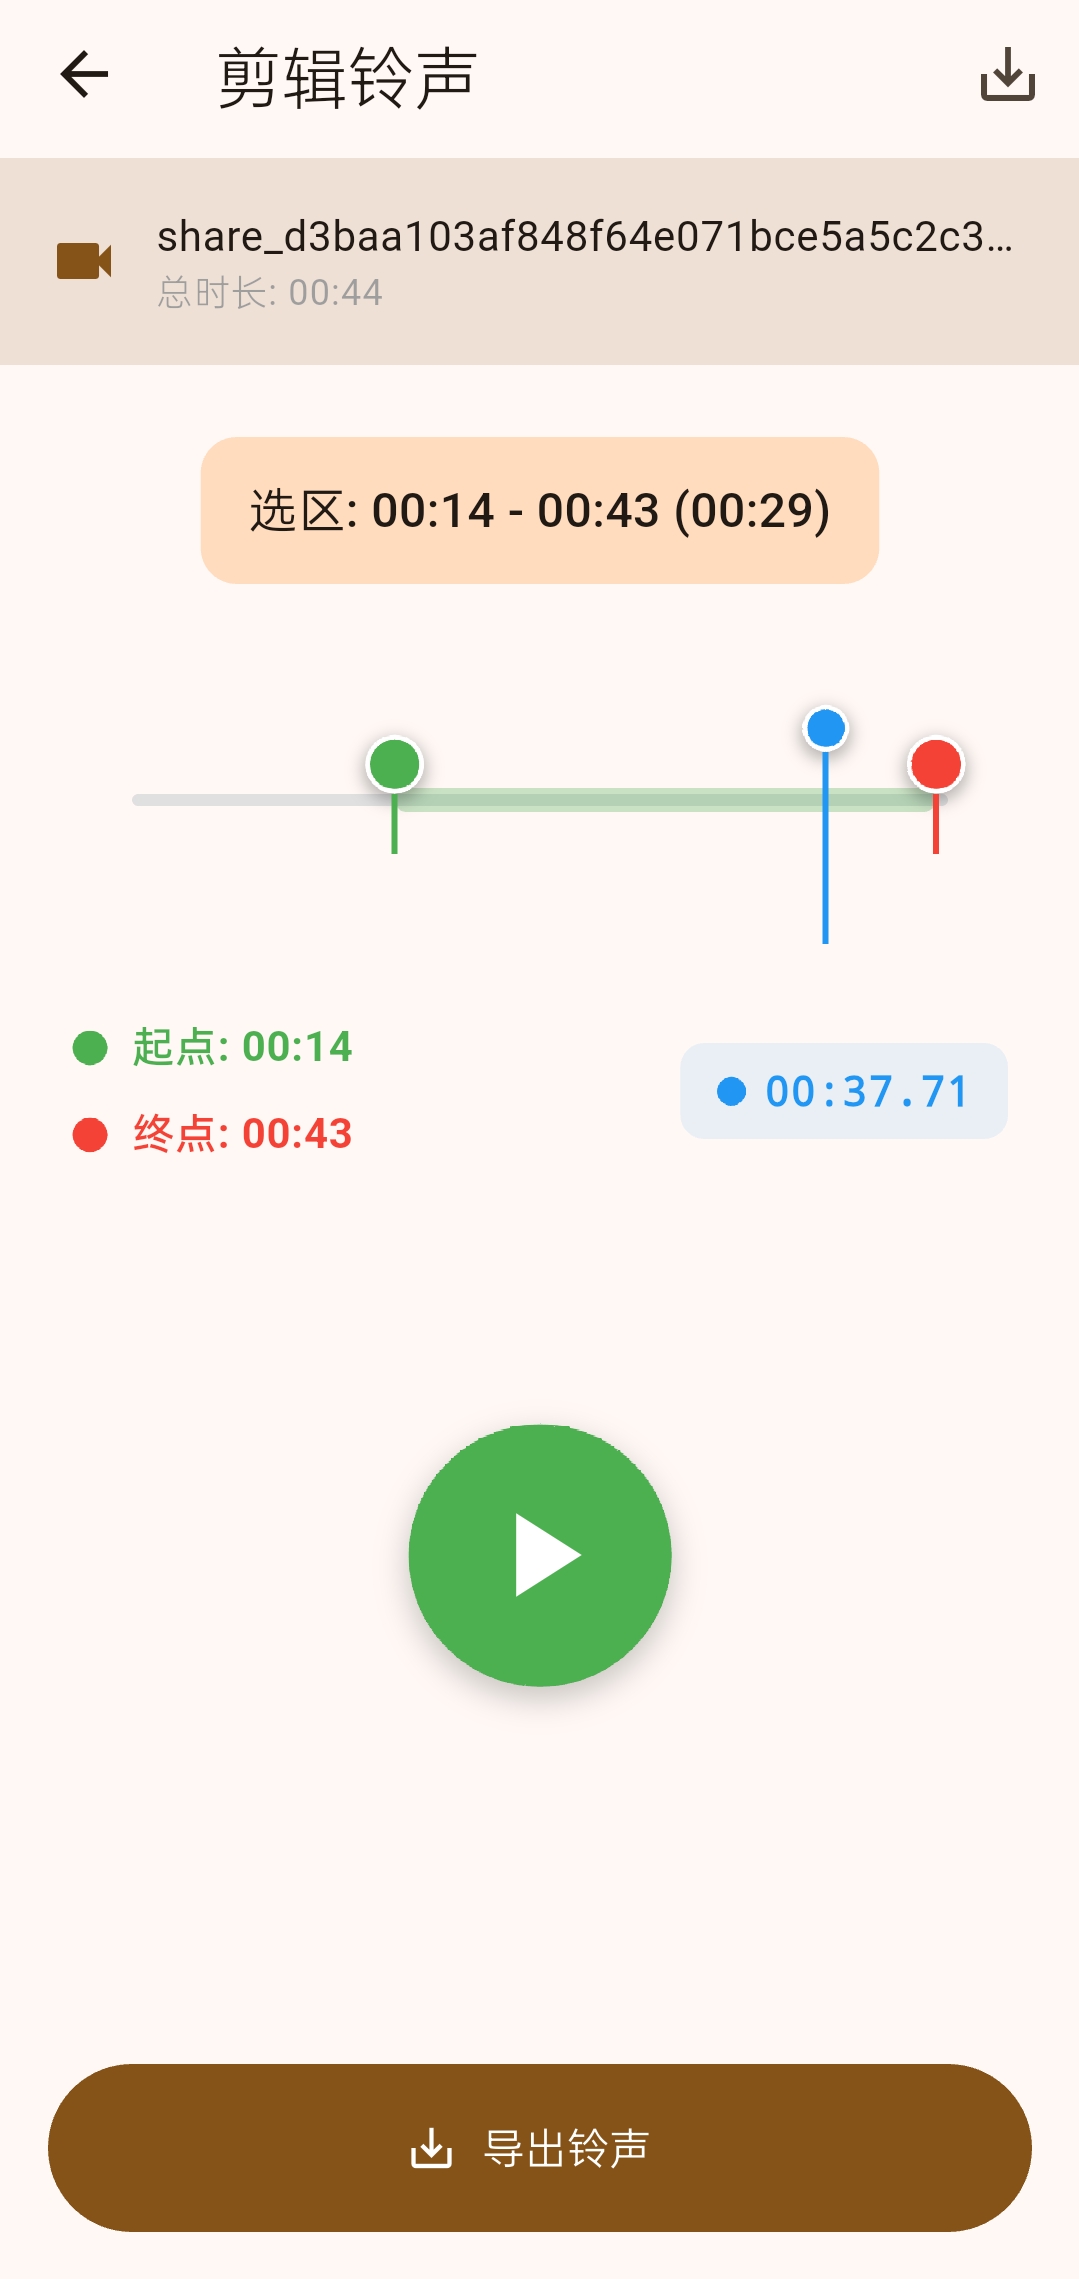 剪辑铃声
share_d3baa103af848f64e071bce5a5c2c3…
总时长: 00:44
选区: 00:14 - 00:43 (00:29)
起点: 00:14
终点: 00:43
00:37.71
导出铃声